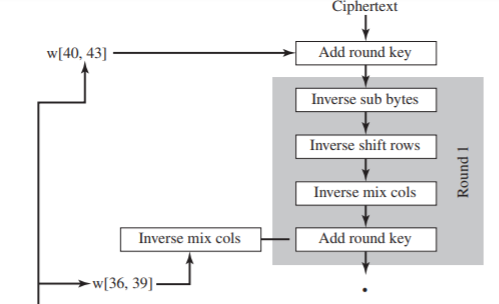 Ciphertext
w[40, 43]
Add round key
Inverse sub bytes
Inverse shift rows
Round 1
Inverse mix cols
Inverse mix cols
Add round key
w[36, 39]